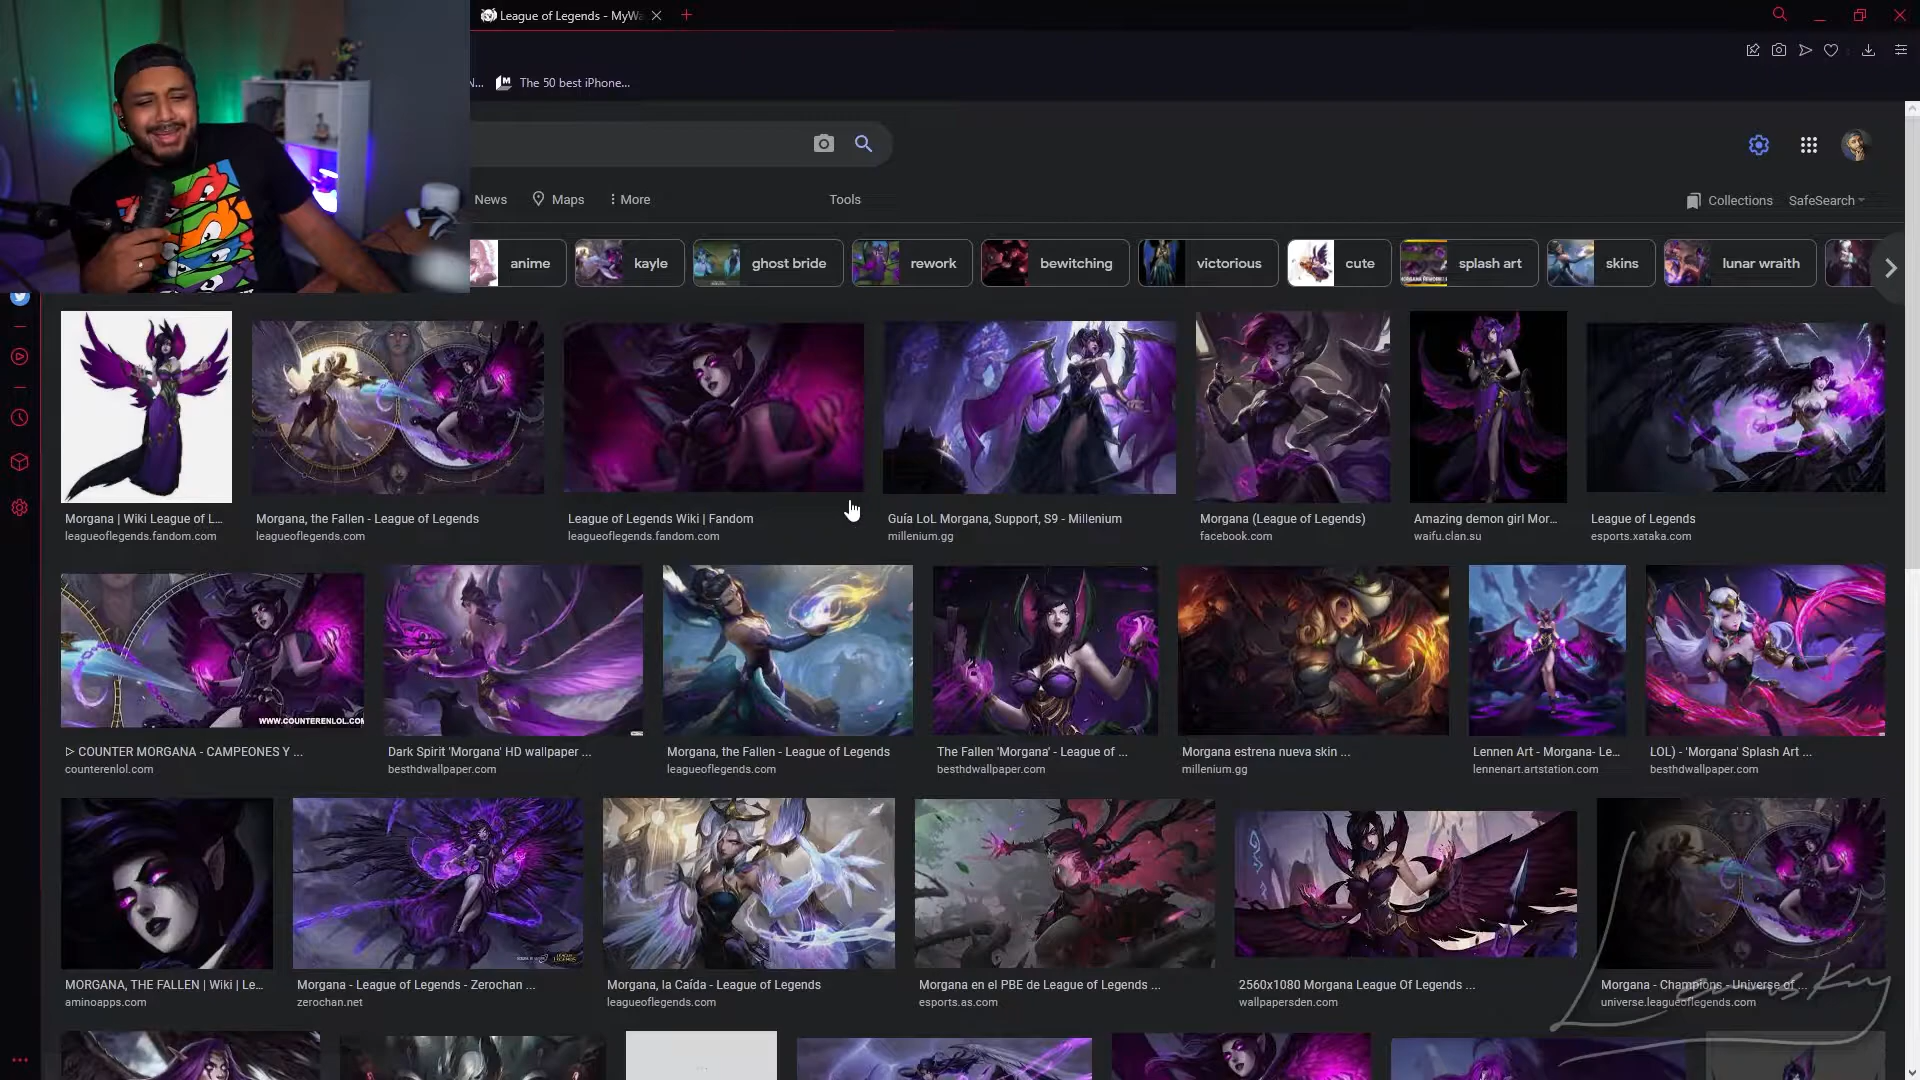 League of Legends - MyWa
N...
The 50 best iPhone...
News
Maps
More
Tools
Collections
SafeSearch
anime
kayle
ghost bride
rework
bewitching
victorious
cute
splash art
skins
lunar wraith
Morgana | Wiki League of L...
leagueoflegends.fandom.com
Morgana, the Fallen - League of Legends
leagueoflegends.com
League of Legends Wiki | Fandom
leagueoflegends.fandom.com
Guía LoL Morgana, Support, S9 - Millenium
millenium.gg
Morgana (League of Legends)
facebook.com
Amazing demon girl Mor...
waifu.clan.su
League of Legends
esports.xataka.com
WWW.COUNTERENLOL.COM
▷ COUNTER MORGANA - CAMPEONES Y ...
counterenlol.com
Dark Spirit 'Morgana' HD wallpaper ...
besthdwallpaper.com
Morgana, the Fallen - League of Legends
leagueoflegends.com
The Fallen 'Morgana' - League of ...
besthdwallpaper.com
Morgana estrena nueva skin ...
millenium.gg
Lennen Art - Morgana- Le...
lennenart.artstation.com
LOL) - 'Morgana' Splash Art ...
besthdwallpaper.com
MORGANA, THE FALLEN | Wiki | Le...
aminoapps.com
Morgana - League of Legends - Zerochan ...
zerochan.net
Morgana, la Caída - League of Legends
leagueoflegends.com
Morgana en el PBE de League of Legends ...
esports.as.com
2560x1080 Morgana League Of Legends ...
wallpapersden.com
Morgana - Champions - Universe of ...
universe.leagueoflegends.com